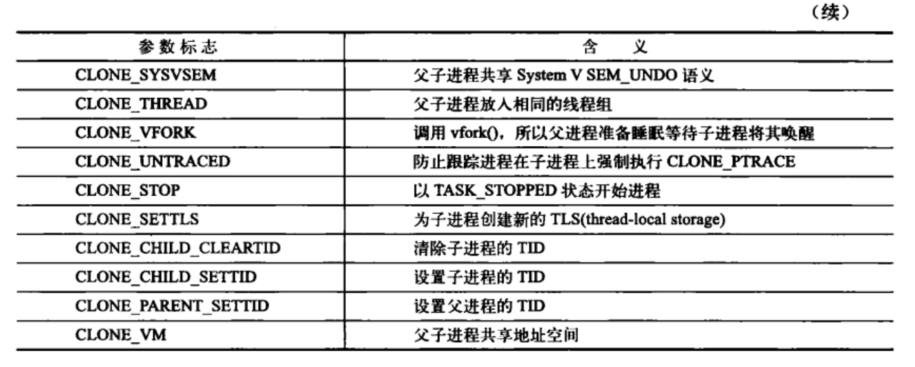 （续）
参数标志 含 义
CLONE_SYSVSEM 父子进程共享 System V SEM_UNDO 语义
CLONE_THREAD 父子进程放入相同的线程组
CLONE_VFORK 调用 vfork()，所以父进程准备睡眠等待子进程将其唤醒
CLONE_UNTRACED 防止跟踪进程在子进程上强制执行 CLONE_PTRACE
CLONE_STOP 以 TASK_STOPPED 状态开始进程
CLONE_SETTLS 为子进程创建新的 TLS(thread-local storage)
CLONE_CHILD_CLEARTID 清除子进程的 TID
CLONE_CHILD_SETTID 设置子进程的 TID
CLONE_PARENT_SETTID 设置父进程的 TID
CLONE_VM 父子进程共享地址空间